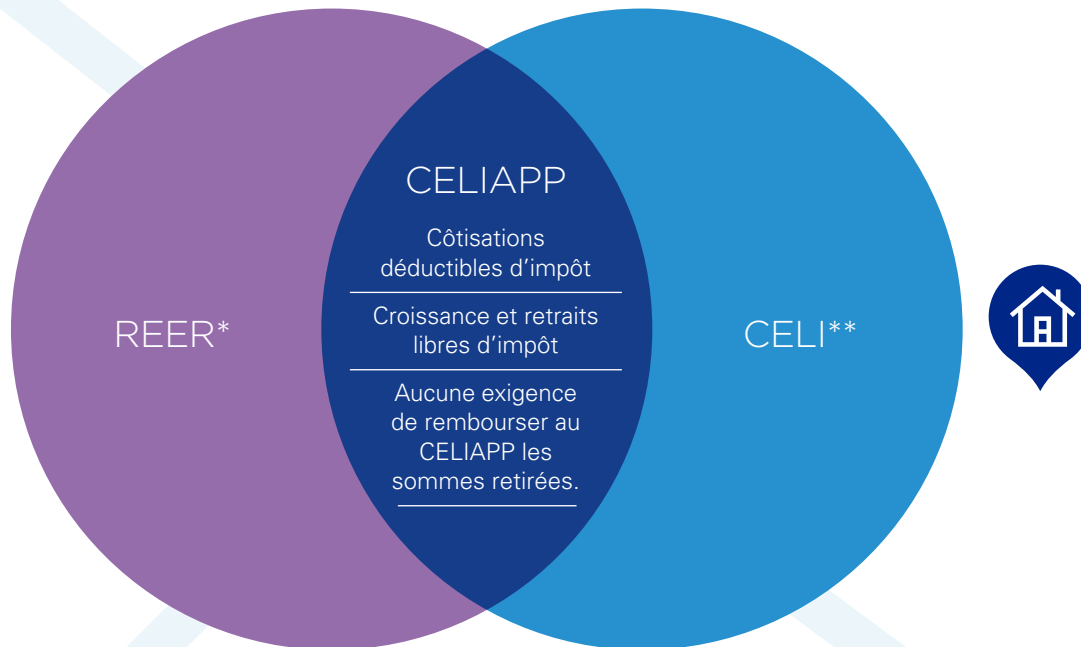 CELIAPP
Côtisations
déductibles d’impôt
Croissance et retraits
libres d’impôt
Aucune exigence
de rembourser au
CELIAPP les
sommes retirées.
REER*
CELI**